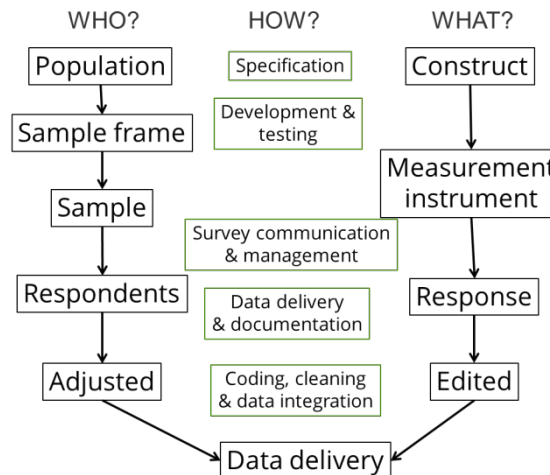 WHO?
HOW?
WHAT?
Population
Specification
Construct
Development &
testing
Sample frame
Measurement
instrument
Sample
Survey communication
& management
Respondents
Data delivery
& documentation
Response
Adjusted
Coding, cleaning
& data integration
Edited
Data delivery